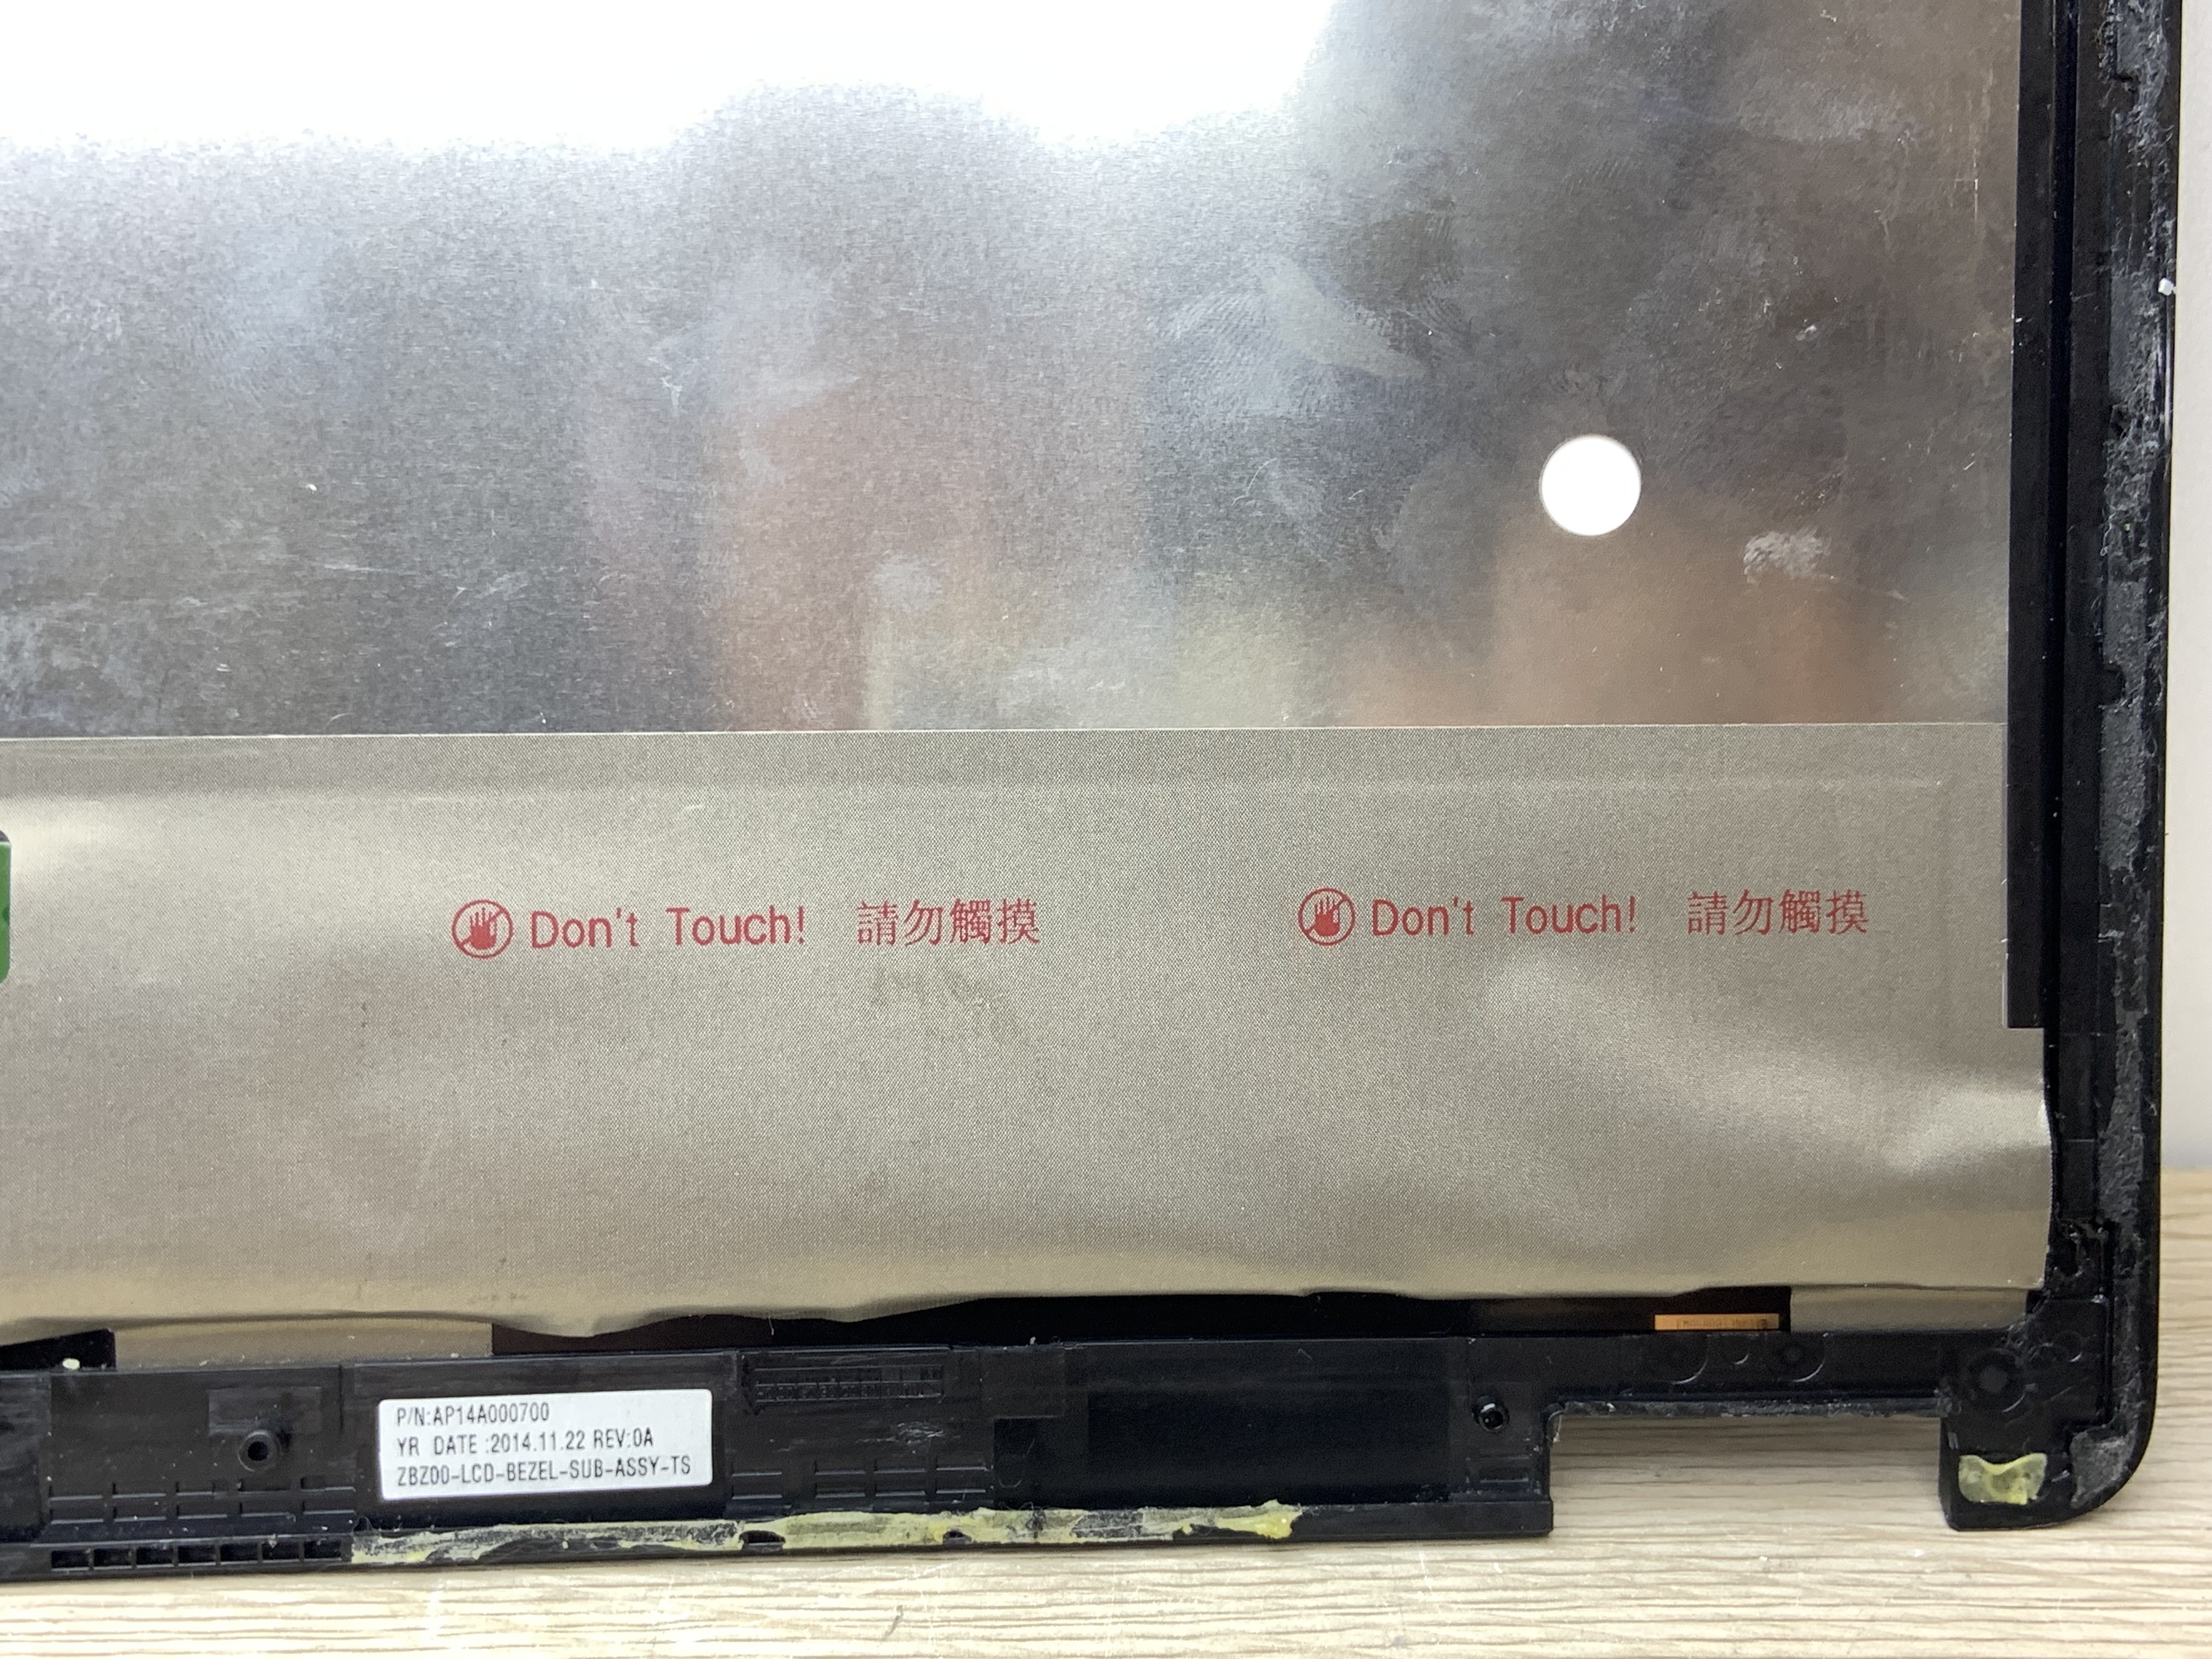 Don't Touch! 請勿觸摸
Don't Touch! 請勿觸摸
P/N:AP14A000700
YR DATE :2014.11.22 REV:0A
ZBZ00-LCD-BEZEL-SUB-ASSY-TS